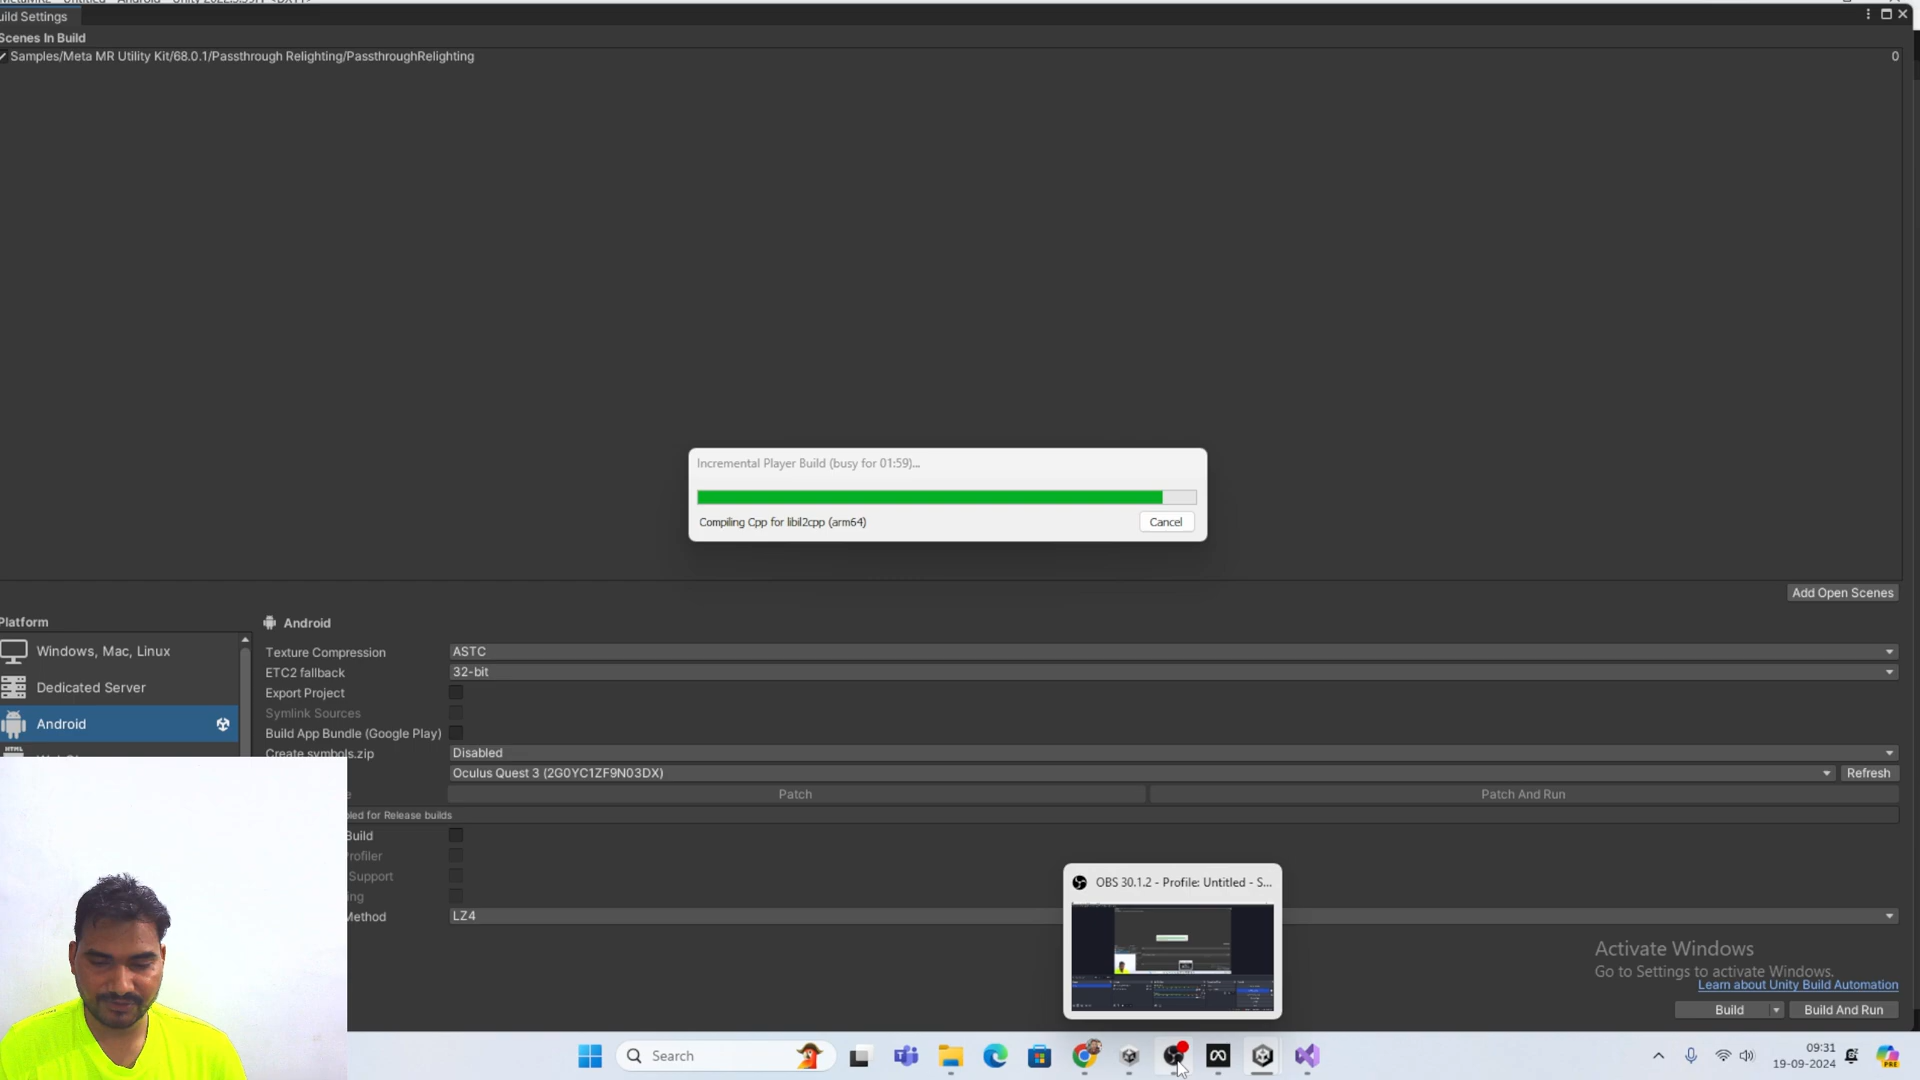 uild Settings
Scenes In Build
Samples/Meta MR Utility Kit/68.0.1/Passthrough Relighting/PassthroughRelighting
0
Incremental Player Build (busy for 01:59)...
Compiling Cpp for libil2cpp (arm64)
Cancel
Add Open Scenes
Platform
Windows, Mac, Linux
Dedicated Server
Android
Android
Texture Compression
ASTC
ETC2 fallback
32-bit
Export Project
Symlink Sources
Build App Bundle (Google Play)
Create symbols.zip
Disabled
Oculus Quest 3 (2G0YC1ZF9N03DX)
Refresh
Patch
Patch And Run
led for Release builds
Build
rofiler
Support
ing
Method
LZ4
OBS 30.1.2 - Profile: Untitled - S...
Activate Windows
Go to Settings to activate Windows.
Learn about Unity Build Automation
Build
Build And Run
Search
09:31
19-09-2024
PRE